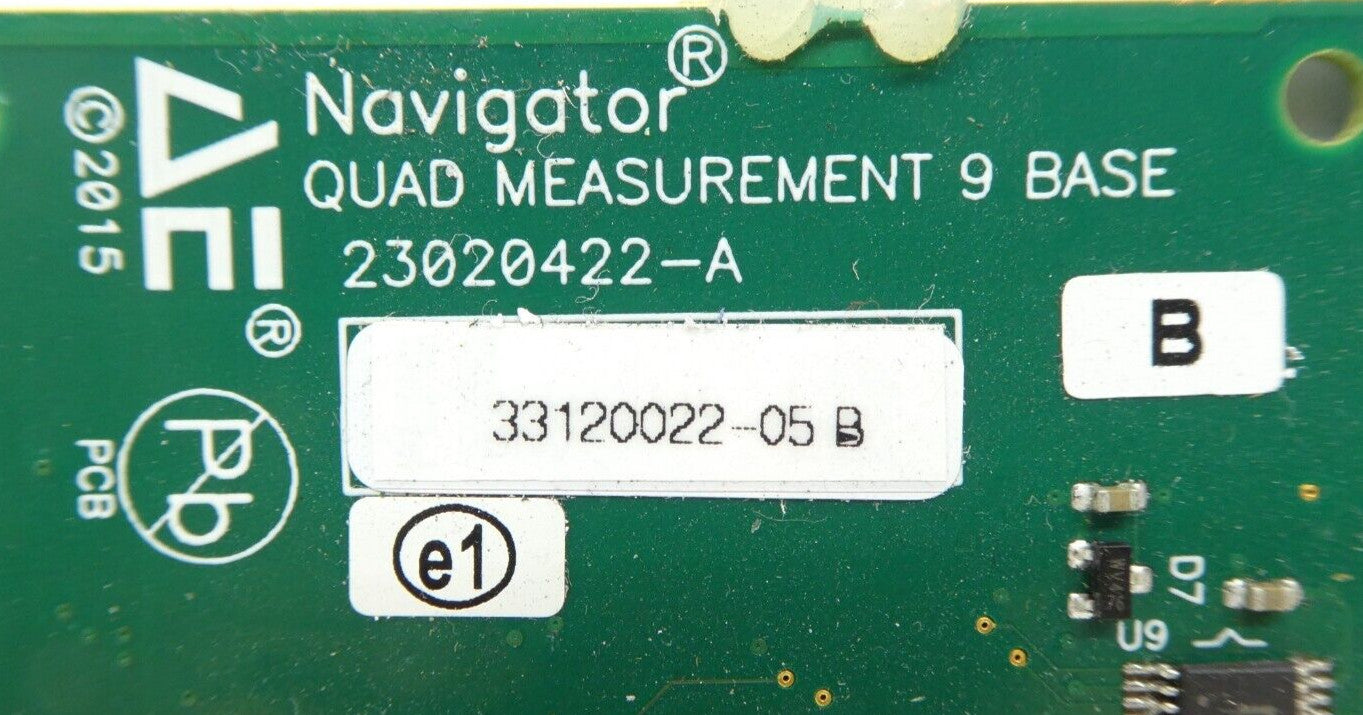 Navigator®
QUAD MEASUREMENT 9 BASE
23020422-A
©2015
AE®
B
33120022-05 B
Pb
PCB
e1
D7
U9